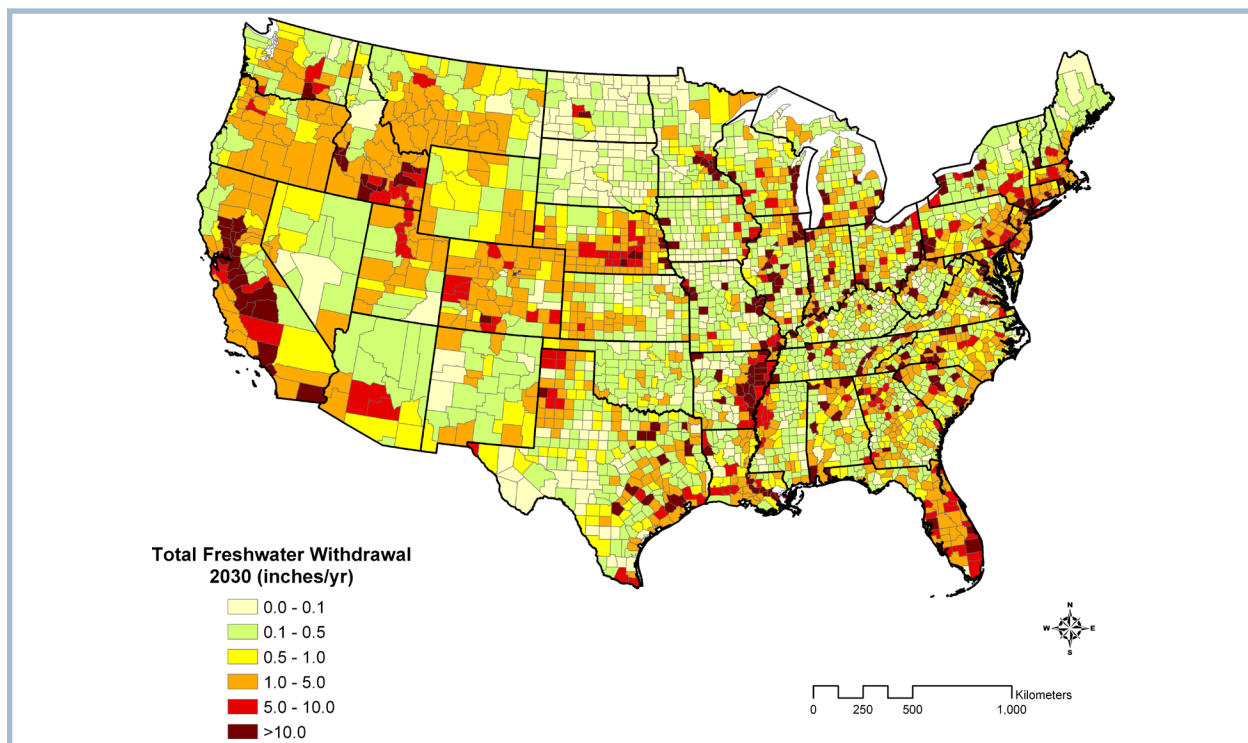 Total Freshwater Withdrawal
2030 (inches/yr)
0.0 - 0.1
0.1 - 0.5
0.5 - 1.0
1.0 - 5.0
5.0 - 10.0
>10.0
N
W E
S
Kilometers
0 250 500 1,000